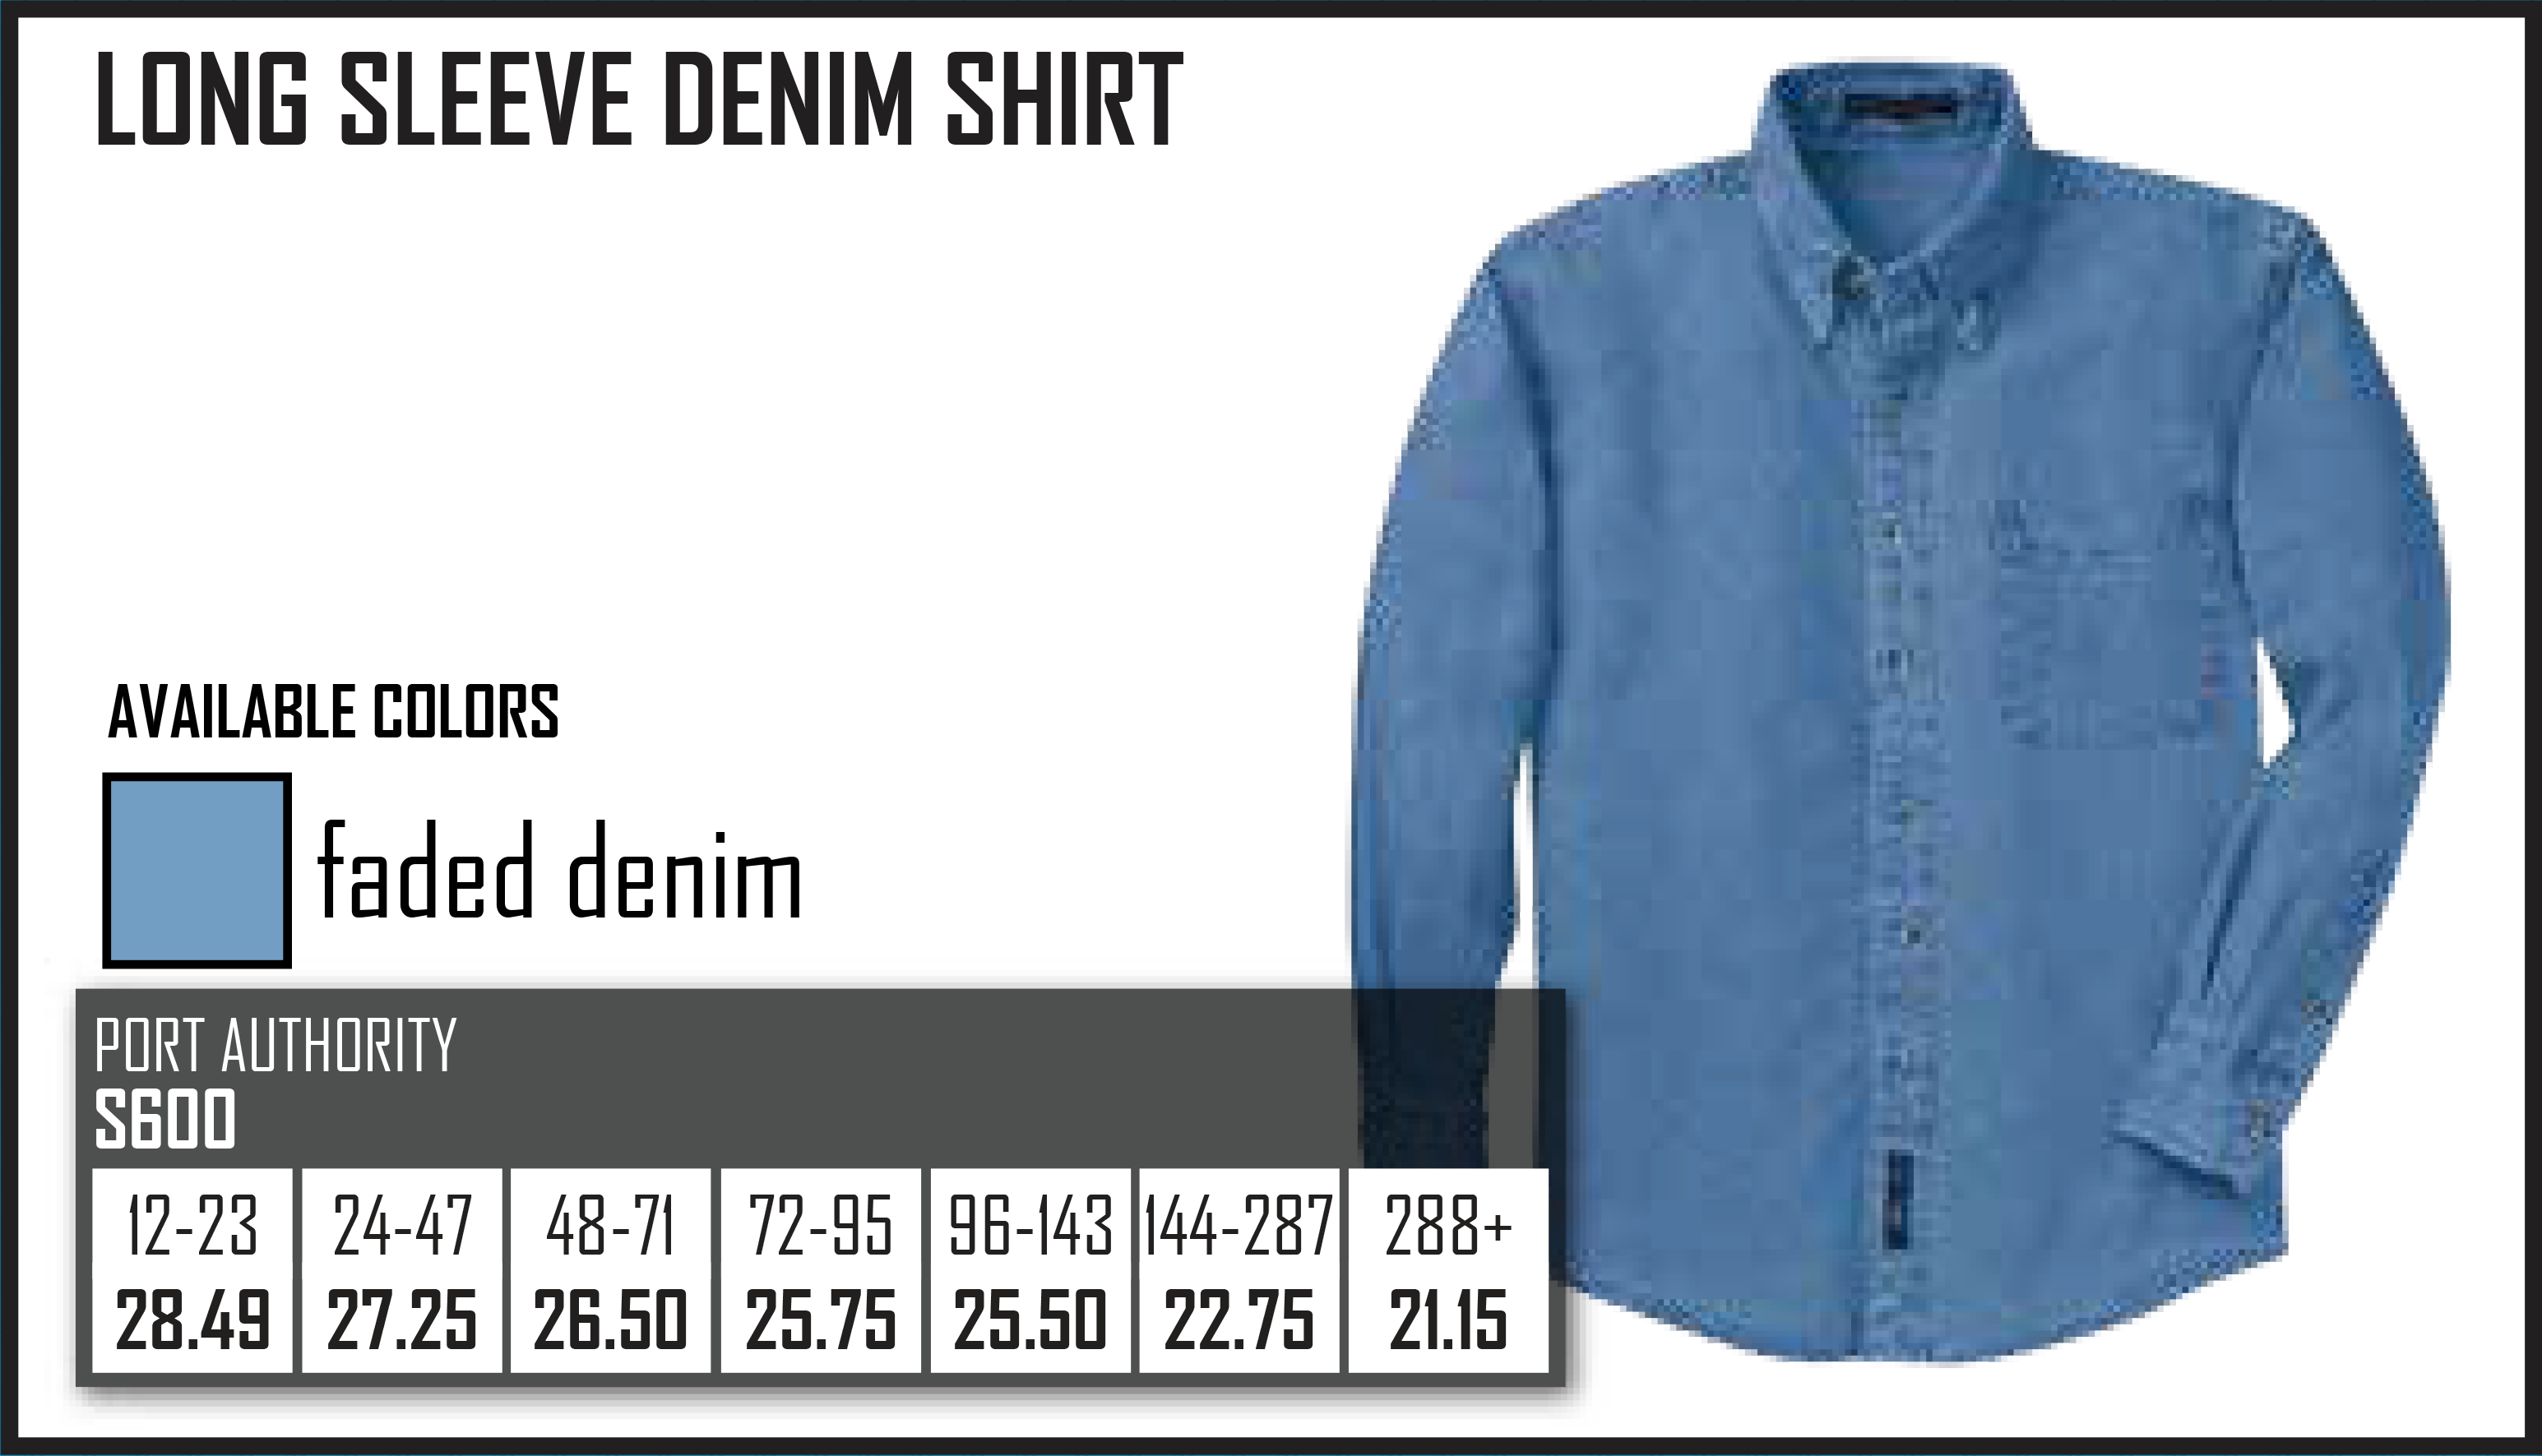 LONG SLEEVE DENIM SHIRT
AVAILABLE COLORS
faded denim
PORT AUTHORITY
S600
12-23 24-47 48-71 72-95 96-143 144-287 288+
28.49 27.25 26.50 25.75 25.50 22.75 21.15